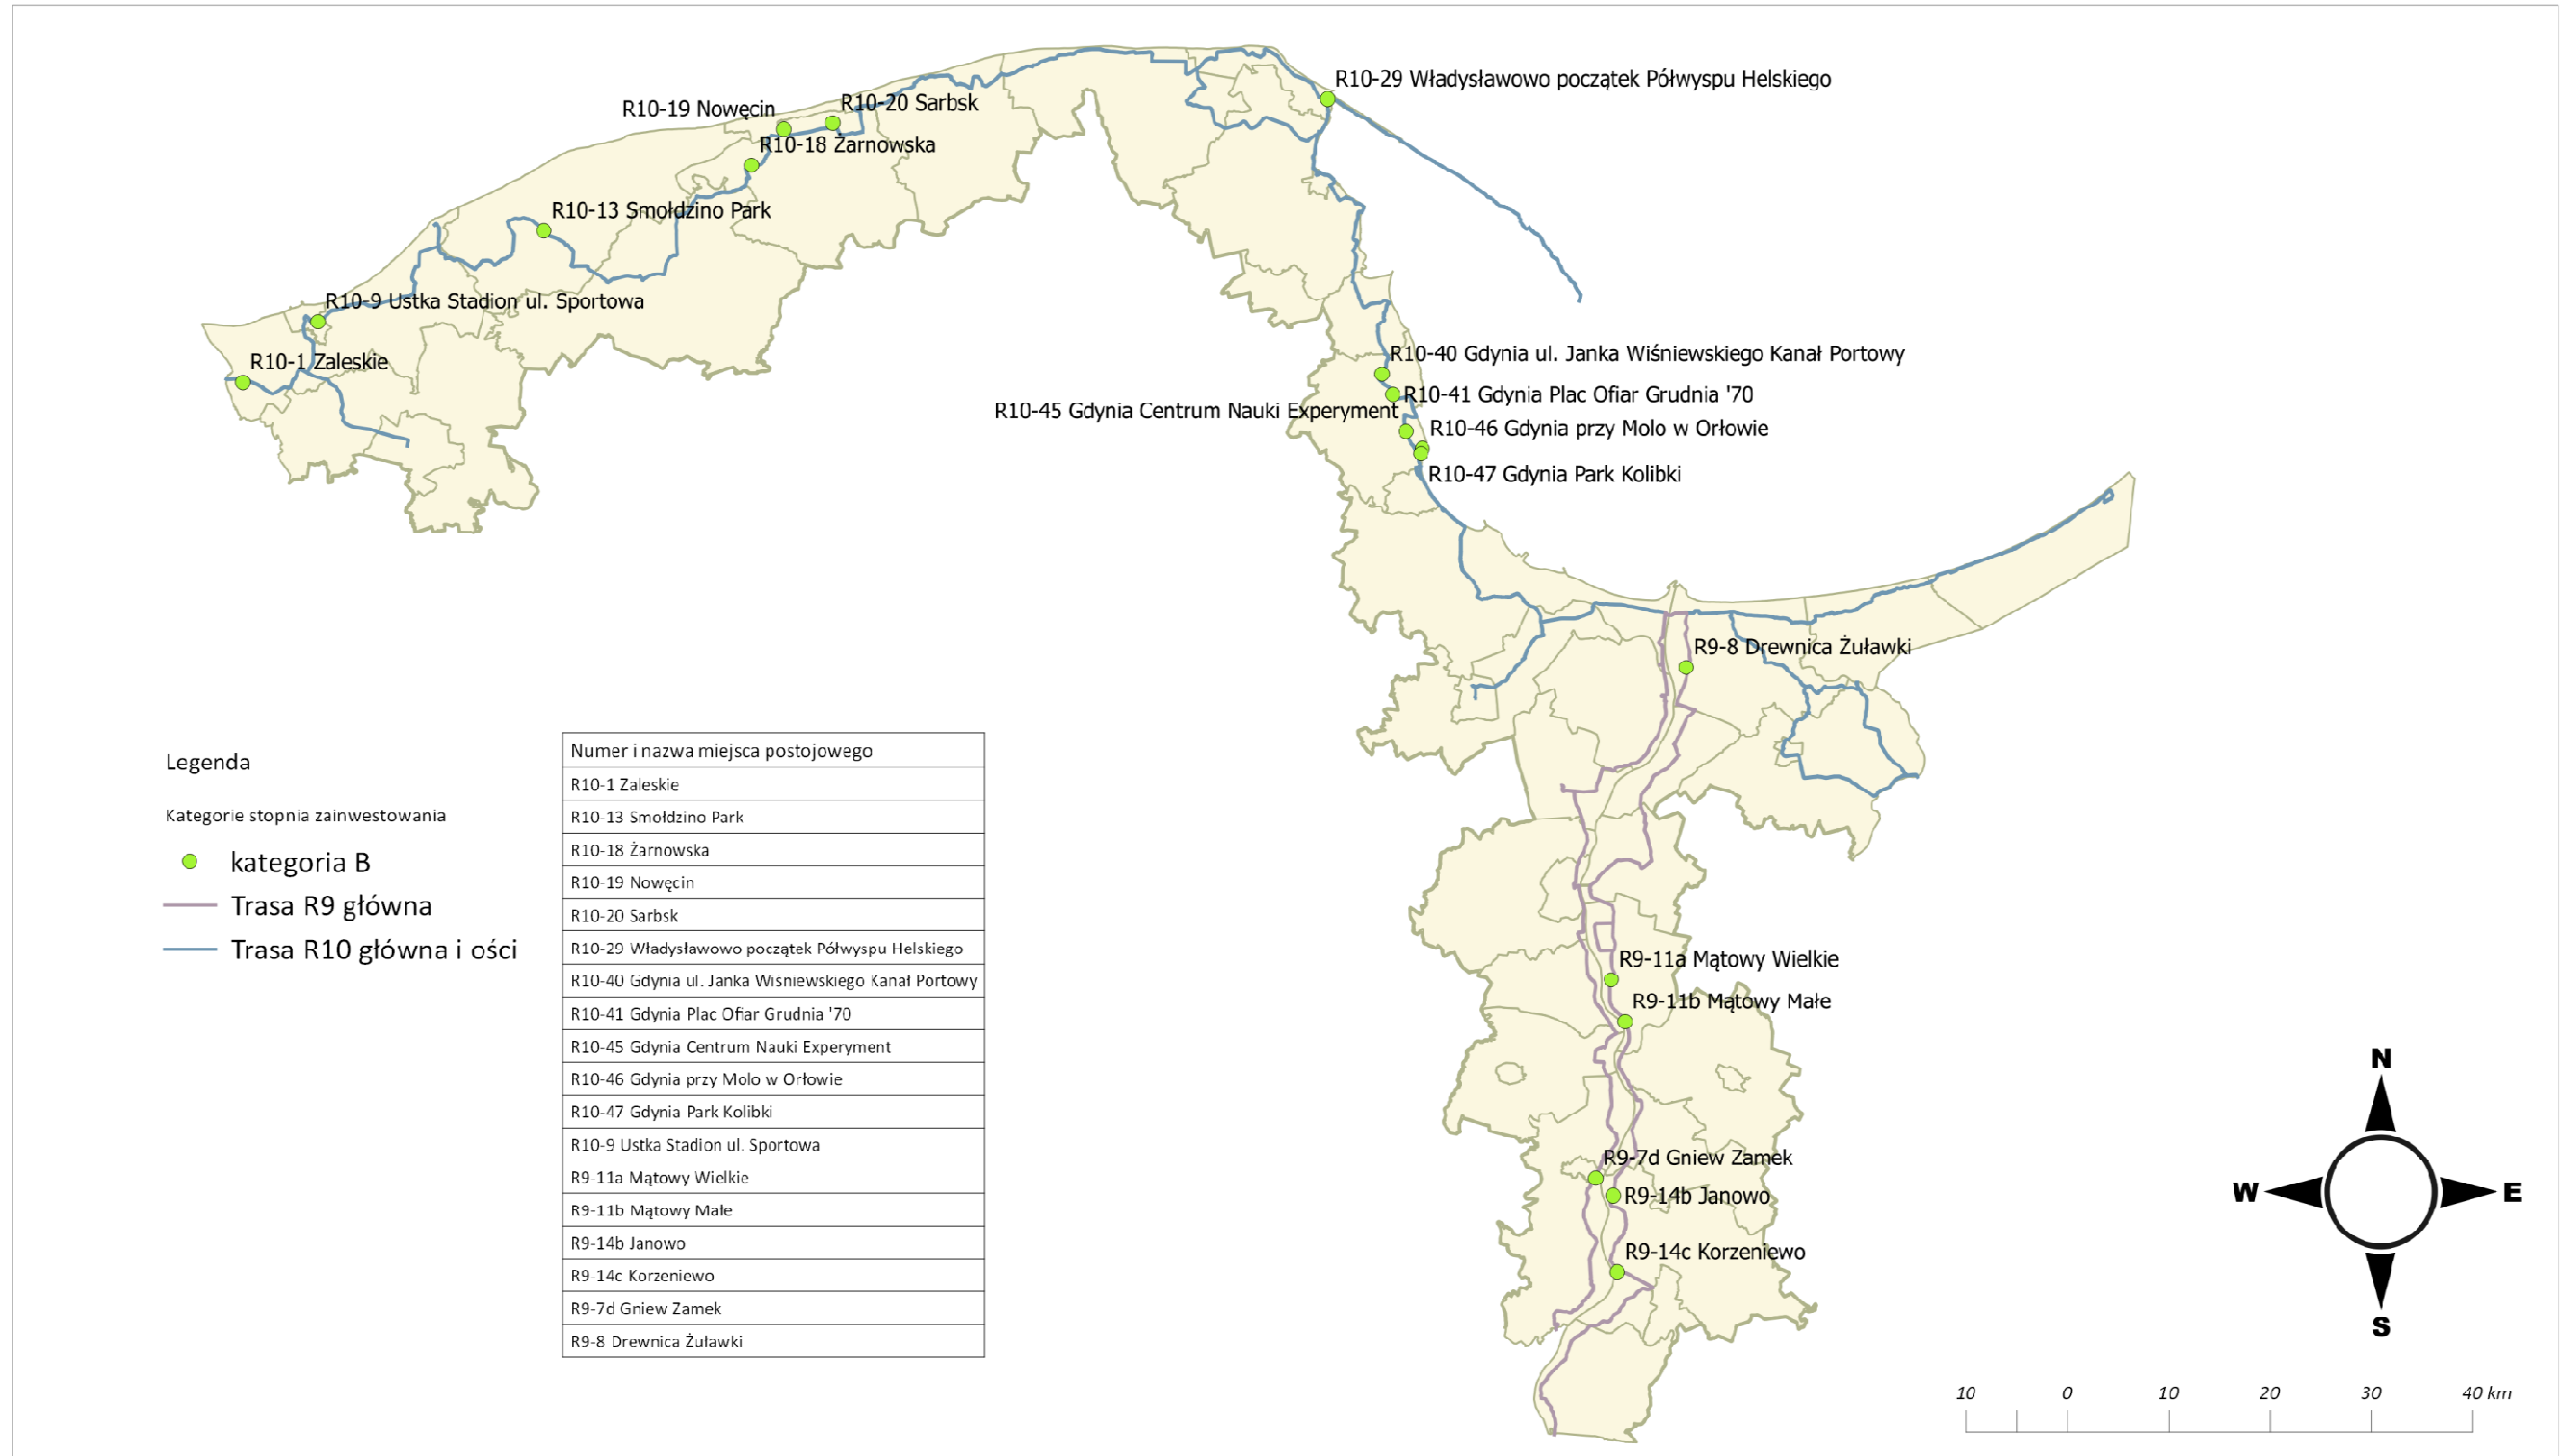 R10-29 Władysławowo początek Półwyspu Helskiego
R10-19 Nowęcin
R10-20 Sarbsk
R10-18 Żarnowska
R10-13 Smołdzino Park
R10-9 Ustka Stadion ul. Sportowa
R10-1 Zaleskie
R10-40 Gdynia ul. Janka Wiśniewskiego Kanał Portowy
R10-41 Gdynia Plac Ofiar Grudnia '70
R10-45 Gdynia Centrum Nauki Experyment
R10-46 Gdynia przy Molo w Orłowie
R10-47 Gdynia Park Kolibki
R9-8 Drewnica Żuławki
R9-11a Mątowy Wielkie
R9-11b Mątowy Małe
R9-7d Gniew Zamek
R9-14b Janowo
R9-14c Korzeniewo
Legenda
Kategorie stopnia zainwestowania
kategoria B
Trasa R9 główna
Trasa R10 główna i ości
Numer i nazwa miejsca postojowego
R10-1 Zaleskie
R10-13 Smołdzino Park
R10-18 Żarnowska
R10-19 Nowęcin
R10-20 Sarbsk
R10-29 Władysławowo początek Półwyspu Helskiego
R10-40 Gdynia ul. Janka Wiśniewskiego Kanał Portowy
R10-41 Gdynia Plac Ofiar Grudnia '70
R10-45 Gdynia Centrum Nauki Experyment
R10-46 Gdynia przy Molo w Orłowie
R10-47 Gdynia Park Kolibki
R10-9 Ustka Stadion ul. Sportowa
R9-11a Mątowy Wielkie
R9-11b Mątowy Małe
R9-14b Janowo
R9-14c Korzeniewo
R9-7d Gniew Zamek
R9-8 Drewnica Żuławki
N
W E
S
10 0 10 20 30 40 km